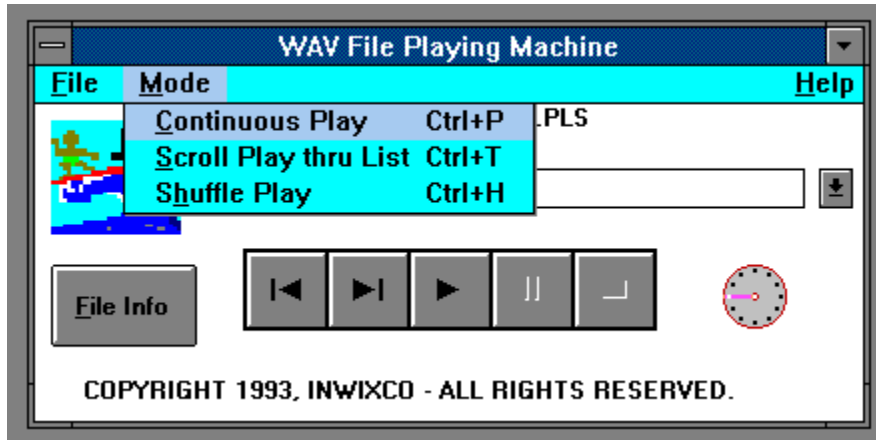 WAV File Playing Machine
File Mode Help
Continuous Play Ctrl+P
.PLS
Scroll Play thru List Ctrl+T
Shuffle Play Ctrl+H
File Info
COPYRIGHT 1993, INWIXCO - ALL RIGHTS RESERVED.